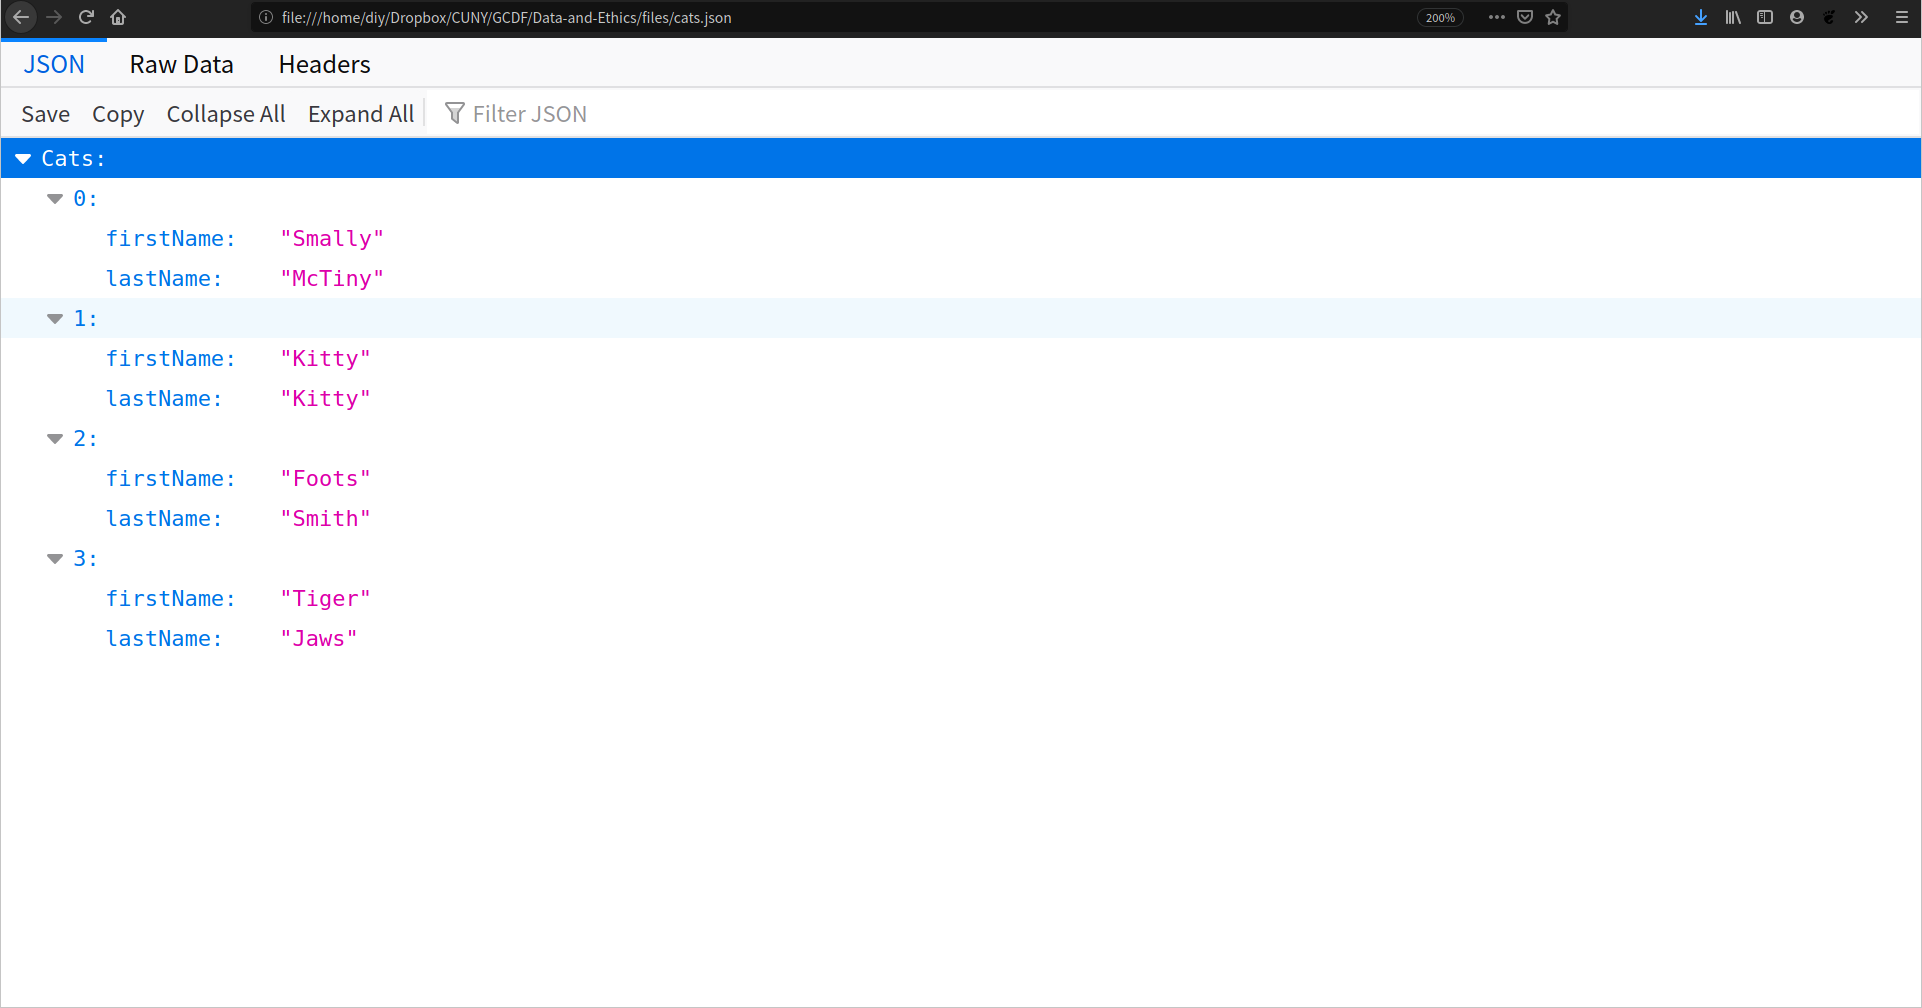 file:///home/diy/Dropbox/CUNY/GCDF/Data-and-Ethics/files/cats.json 200%
JSON Raw Data Headers
Save Copy Collapse All Expand All Filter JSON
Cats:
0:
firstName: "Smally"
lastName: "McTiny"
1:
firstName: "Kitty"
lastName: "Kitty"
2:
firstName: "Foots"
lastName: "Smith"
3:
firstName: "Tiger"
lastName: "Jaws"